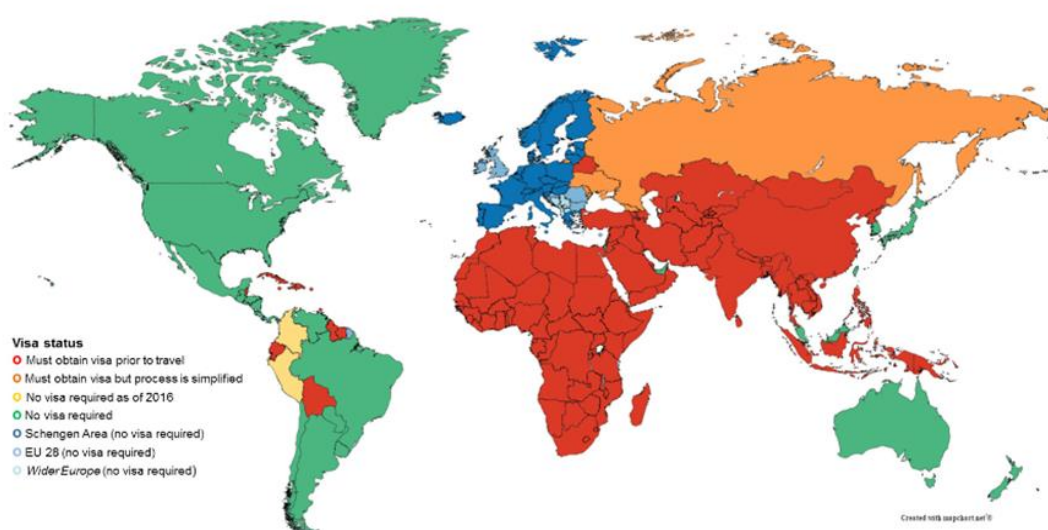 Visa status
Must obtain visa prior to travel
Must obtain visa but process is simplified
No visa required as of 2016
No visa required
Schengen Area (no visa required)
EU 28 (no visa required)
Wider Europe (no visa required)
Created with mapchart.net ©